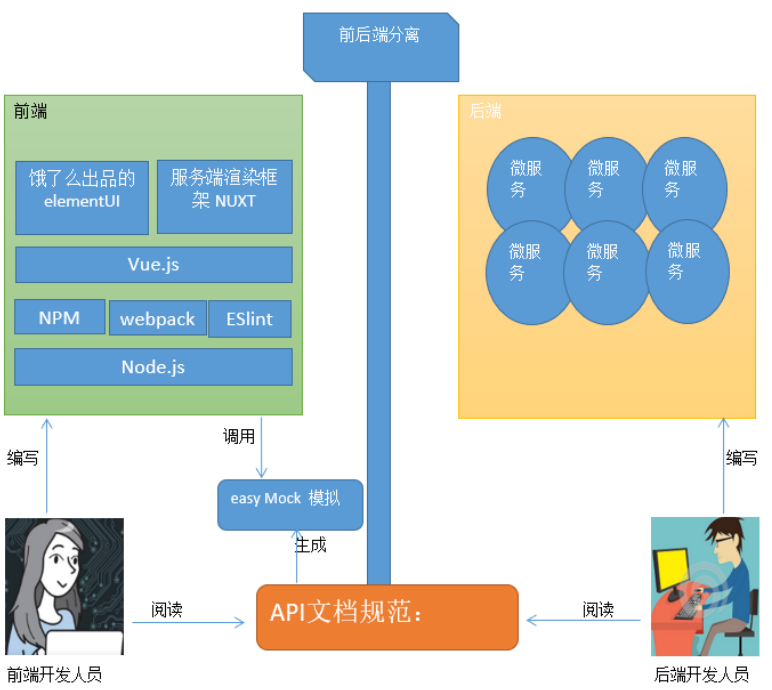 前后端分离
前端
后端
饿了么出品的
elementUI
服务端渲染框
架 NUXT
微服
务
微服
务
微服
务
Vue.js
微服
务
微服
务
微服
务
NPM
webpack
ESlint
Node.js
调用
编写
编写
easy Mock 模拟
生成
API文档规范:
阅读
阅读
前端开发人员
后端开发人员